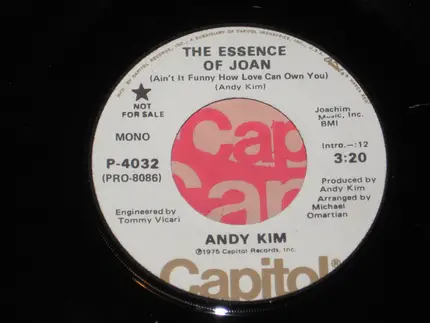 THE ESSENCE
OF JOAN
(Ain't It Funny How Love Can Own You)
(Andy Kim)
NOT
FOR SALE
MONO
P-4032
(PRO-8086)
Joachim
Music, Inc.
BMI
Intro.—:12
3:20
Produced by
Andy Kim
Arranged by
Michael
Omartian
Engineered by
Tommy Vicari
Cap
Cap
ANDY KIM
℗1975 Capitol Records, Inc.
Capitol